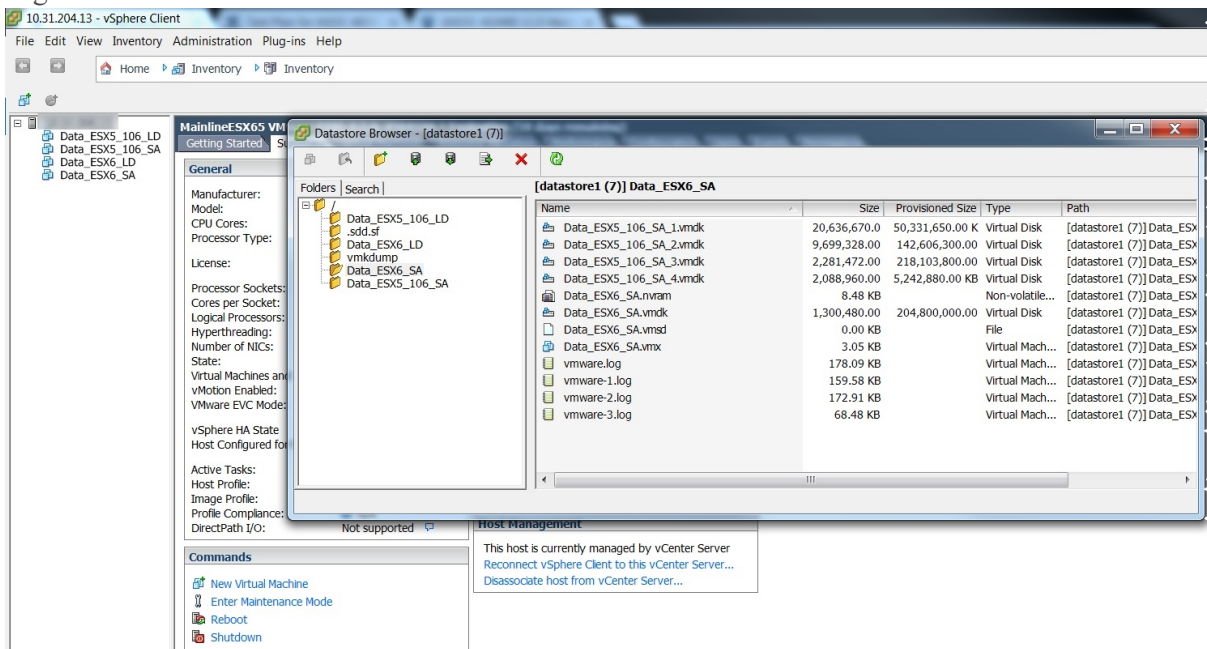 10.31.204.13 - vSphere Client
File Edit View Inventory Administration Plug-ins Help
Home Inventory Inventory
Data_ESX5_106_LD
Data_ESX5_106_SA
Data_ESX6_LD
Data_ESX6_SA
MainlineESX65 VM
Getting Started
General
Manufacturer:
Model:
CPU Cores:
Processor Type:
License:
Processor Sockets:
Cores per Socket:
Logical Processors:
Hyperthreading:
Number of NICs:
State:
Virtual Machines and
vMotion Enabled:
VMware EVC Mode:
vSphere HA State
Host Configured for
Active Tasks:
Host Profile:
Image Profile:
Profile Compliance:
DirectPath I/O: Not supported
Commands
New Virtual Machine
Enter Maintenance Mode
Reboot
Shutdown
Datastore Browser - [datastore1 (7)]
Folders Search
/
Data_ESX5_106_LD
.sdd.sf
Data_ESX6_LD
vmkdump
Data_ESX6_SA
Data_ESX5_106_SA
[datastore1 (7)] Data_ESX6_SA
Name Size Provisioned Size Type Path
Data_ESX5_106_SA_1.vmdk 20,636,670.0 50,331,650.00 K Virtual Disk [datastore1 (7)] Data_ESX
Data_ESX5_106_SA_2.vmdk 9,699,328.00 142,606,300.00 Virtual Disk [datastore1 (7)] Data_ESX
Data_ESX5_106_SA_3.vmdk 2,281,472.00 218,103,800.00 Virtual Disk [datastore1 (7)] Data_ESX
Data_ESX5_106_SA_4.vmdk 2,088,960.00 5,242,880.00 KB Virtual Disk [datastore1 (7)] Data_ESX
Data_ESX6_SA.nvram 8.48 KB Non-volatile... [datastore1 (7)] Data_ESX
Data_ESX6_SA.vmdk 1,300,480.00 204,800,000.00 Virtual Disk [datastore1 (7)] Data_ESX
Data_ESX6_SA.vmsd 0.00 KB File [datastore1 (7)] Data_ESX
Data_ESX6_SA.vmx 3.05 KB Virtual Mach... [datastore1 (7)] Data_ESX
vmware.log 178.09 KB Virtual Mach... [datastore1 (7)] Data_ESX
vmware-1.log 159.58 KB Virtual Mach... [datastore1 (7)] Data_ESX
vmware-2.log 172.91 KB Virtual Mach... [datastore1 (7)] Data_ESX
vmware-3.log 68.48 KB Virtual Mach... [datastore1 (7)] Data_ESX
Host Management
This host is currently managed by vCenter Server
Reconnect vSphere Client to this vCenter Server...
Disassociate host from vCenter Server...